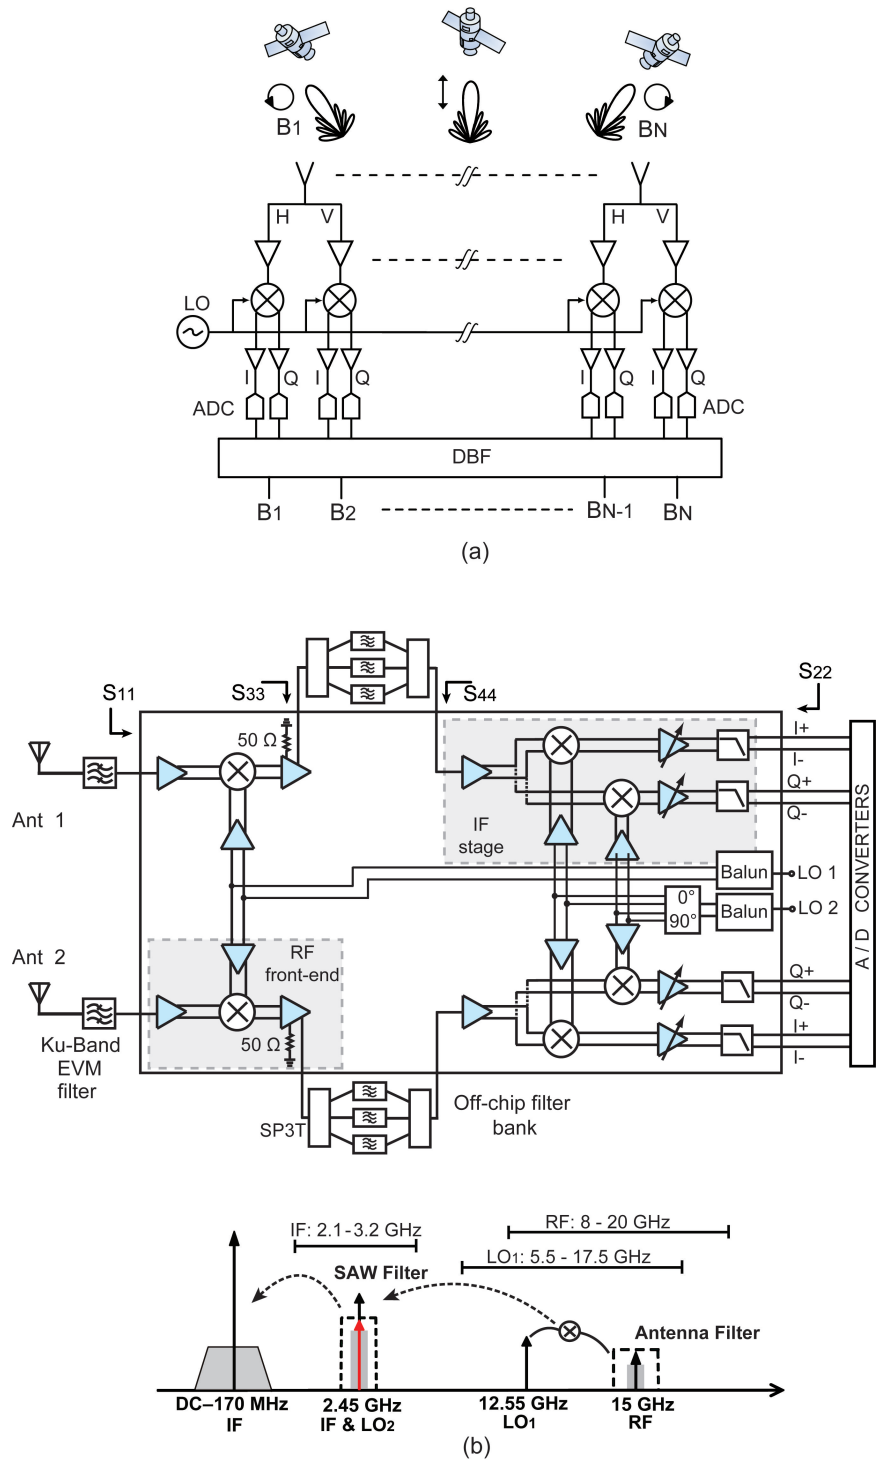 B1
BN
H V
H V
LO
I Q I Q I Q I Q
ADC
ADC
DBF
B1 B2 BN-1 BN
(a)
S11
S33
S44
S22
50 Ω
I+
I-
Q+
Q-
Ant 1
IF
stage
Balun
LO 1
0°
90°
Balun
LO 2
A / D CONVERTERS
Ant 2
RF
front-end
Q+
Q-
I+
I-
50 Ω
Ku-Band
EVM
filter
SP3T
Off-chip filter
bank
IF: 2.1 - 3.2 GHz
RF: 8 - 20 GHz
LO1: 5.5 - 17.5 GHz
SAW Filter
Antenna Filter
DC–170 MHz
IF
2.45 GHz
IF & LO2
12.55 GHz
LO1
15 GHz
RF
(b)